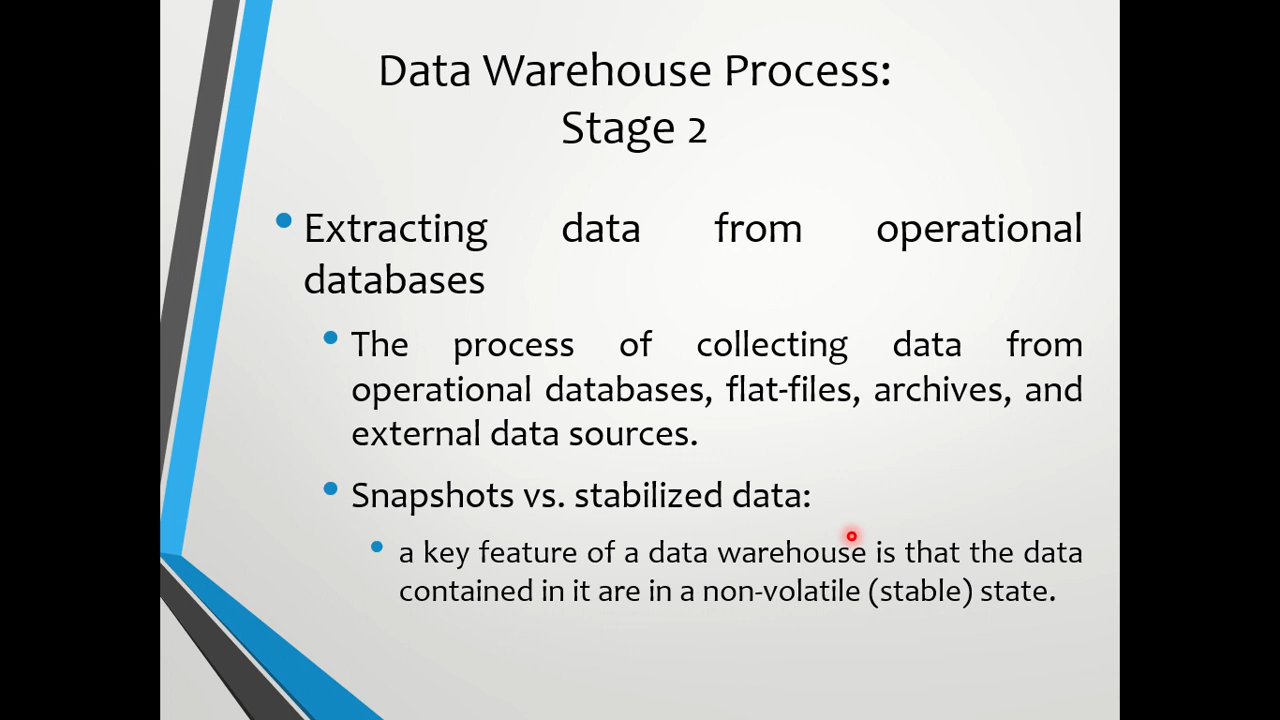 Data Warehouse Process:
Stage 2
Extracting data from operational
databases
The process of collecting data from
operational databases, flat-files, archives, and
external data sources.
Snapshots vs. stabilized data:
a key feature of a data warehouse is that the data
contained in it are in a non-volatile (stable) state.